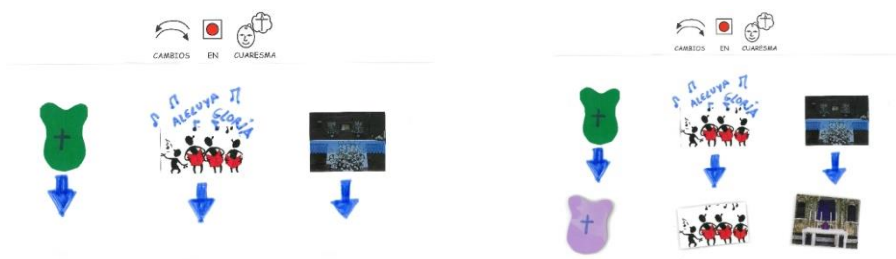 CAMBIOS EN CUARESMA
ALELUYA
GLORIA
CAMBIOS EN CUARESMA
ALELUYA
GLORIA